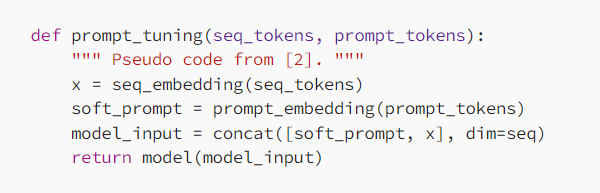 def prompt_tuning(seq_tokens, prompt_tokens):
    """ Pseudo code from [2]. """
    x = seq_embedding(seq_tokens)
    soft_prompt = prompt_embedding(prompt_tokens)
    model_input = concat([soft_prompt, x], dim=seq)
    return model(model_input)